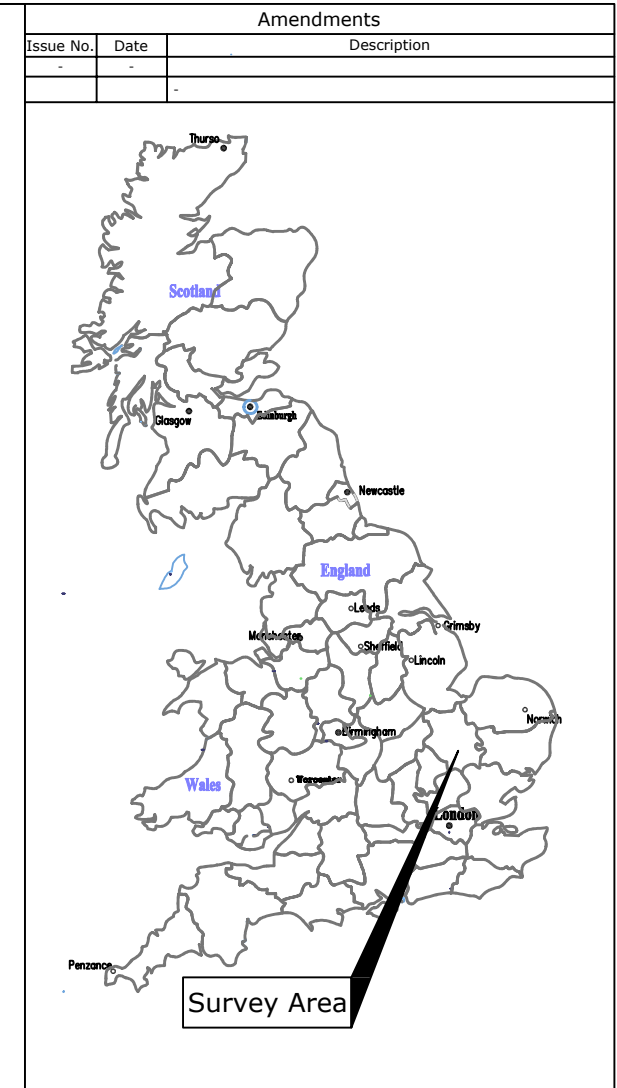 Amendments
Issue No. Date Description
- -
-
Thurso
Scotland
Edinburgh
Glasgow
Newcastle
England
Leeds
Grimsby
Manchester
Sheffield
Lincoln
Norwich
Birmingham
Wales
Worcester
London
Penzance
Survey Area